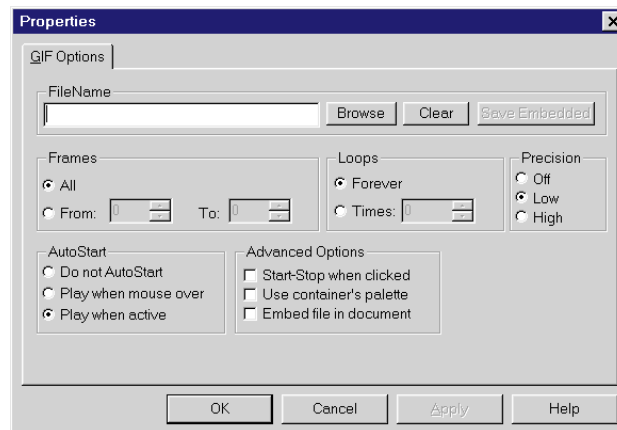 Properties
GIF Options
FileName
Browse Clear Save Embedded
Frames
All
From: 0 To: 0
Loops
Forever
Times: 0
Precision
Off
Low
High
AutoStart
Do not AutoStart
Play when mouse over
Play when active
Advanced Options
Start-Stop when clicked
Use container's palette
Embed file in document
OK Cancel Apply Help